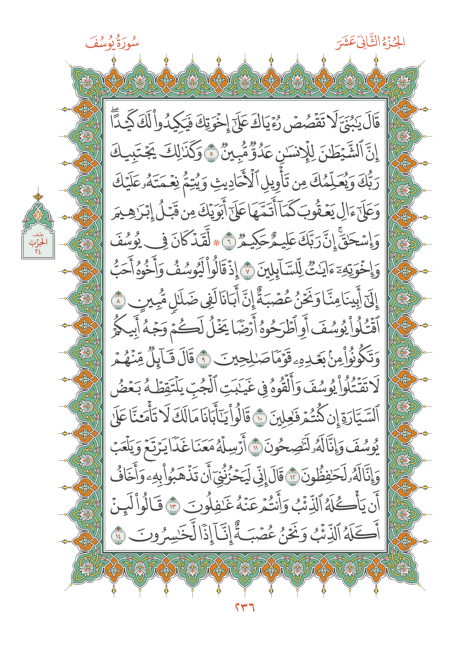 الجُزْءُ الثَّانِي عَشَرَ
سُورَةُ يُوسُفَ
قَالَ يَٰبُنَيَّ لَا تَقۡصُصۡ رُءۡيَاكَ عَلَىٰٓ إِخۡوَتِكَ فَيَكِيدُواْ لَكَ كَيۡدًاۖ
إِنَّ ٱلشَّيۡطَٰنَ لِلۡإِنسَٰنِ عَدُوّٞ مُّبِينٞ ٥ وَكَذَٰلِكَ يَجۡتَبِيكَ
رَبُّكَ وَيُعَلِّمُكَ مِن تَأۡوِيلِ ٱلۡأَحَادِيثِ وَيُتِمُّ نِعۡمَتَهُۥ عَلَيۡكَ
وَعَلَىٰٓ ءَالِ يَعۡقُوبَ كَمَآ أَتَمَّهَا عَلَىٰٓ أَبَوَيۡكَ مِن قَبۡلُ إِبۡرَٰهِيمَ
وَإِسۡحَٰقَۚ إِنَّ رَبَّكَ عَلِيمٌ حَكِيمٞ ٦ ۞ لَّقَدۡ كَانَ فِي يُوسُفَ
وَإِخۡوَتِهِۦٓ ءَايَٰتٞ لِّلسَّآئِلِينَ ٧ إِذۡ قَالُواْ لَيُوسُفُ وَأَخُوهُ أَحَبُّ
إِلَىٰٓ أَبِينَا مِنَّا وَنَحۡنُ عُصۡبَةٌ إِنَّ أَبَانَا لَفِي ضَلَٰلٖ مُّبِينٍ ٨
ٱقۡتُلُواْ يُوسُفَ أَوِ ٱطۡرَحُوهُ أَرۡضٗا يَخۡلُ لَكُمۡ وَجۡهُ أَبِيكُمۡ
وَتَكُونُواْ مِنۢ بَعۡدِهِۦ قَوۡمٗا صَٰلِحِينَ ٩ قَالَ قَآئِلٞ مِّنۡهُمۡ
لَا تَقۡتُلُواْ يُوسُفَ وَأَلۡقُوهُ فِي غَيَٰبَتِ ٱلۡجُبِّ يَلۡتَقِطۡهُ بَعۡضُ
ٱلسَّيَّارَةِ إِن كُنتُمۡ فَٰعِلِينَ ١٠ قَالُواْ يَٰٓأَبَانَا مَالَكَ لَا تَأۡمَ۬نَّا عَلَىٰ
يُوسُفَ وَإِنَّا لَهُۥ لَنَٰصِحُونَ ١١ أَرۡسِلۡهُ مَعَنَا غَدٗا يَرۡتَعۡ وَيَلۡعَبۡ
وَإِنَّا لَهُۥ لَحَٰفِظُونَ ١٢ قَالَ إِنِّي لَيَحۡزُنُنِيٓ أَن تَذۡهَبُواْ بِهِۦ وَأَخَافُ
أَن يَأۡكُلَهُ ٱلذِّئۡبُ وَأَنتُمۡ عَنۡهُ غَٰفِلُونَ ١٣ قَالُواْ لَئِنۡ
أَكَلَهُ ٱلذِّئۡبُ وَنَحۡنُ عُصۡبَةٌ إِنَّآ إِذٗا لَّخَٰسِرُونَ ١٤
نصف
الحزب
٢٤
٢٣٦